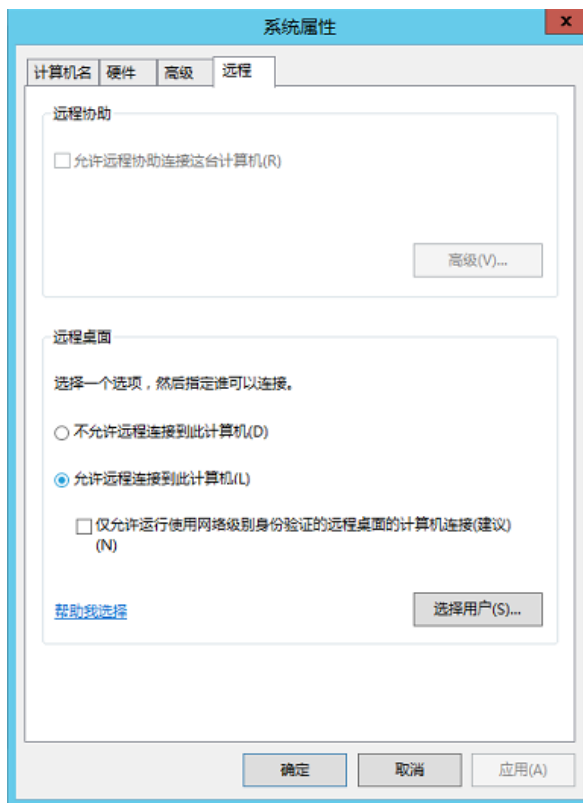 系统属性
x
计算机名 硬件 高级 远程
远程协助
允许远程协助连接这台计算机(R)
高级(V)...
远程桌面
选择一个选项，然后指定谁可以连接。
不允许远程连接到此计算机(D)
允许远程连接到此计算机(L)
仅允许运行使用网络级别身份验证的远程桌面的计算机连接(建议)
(N)
帮助我选择 选择用户(S)...
确定 取消 应用(A)